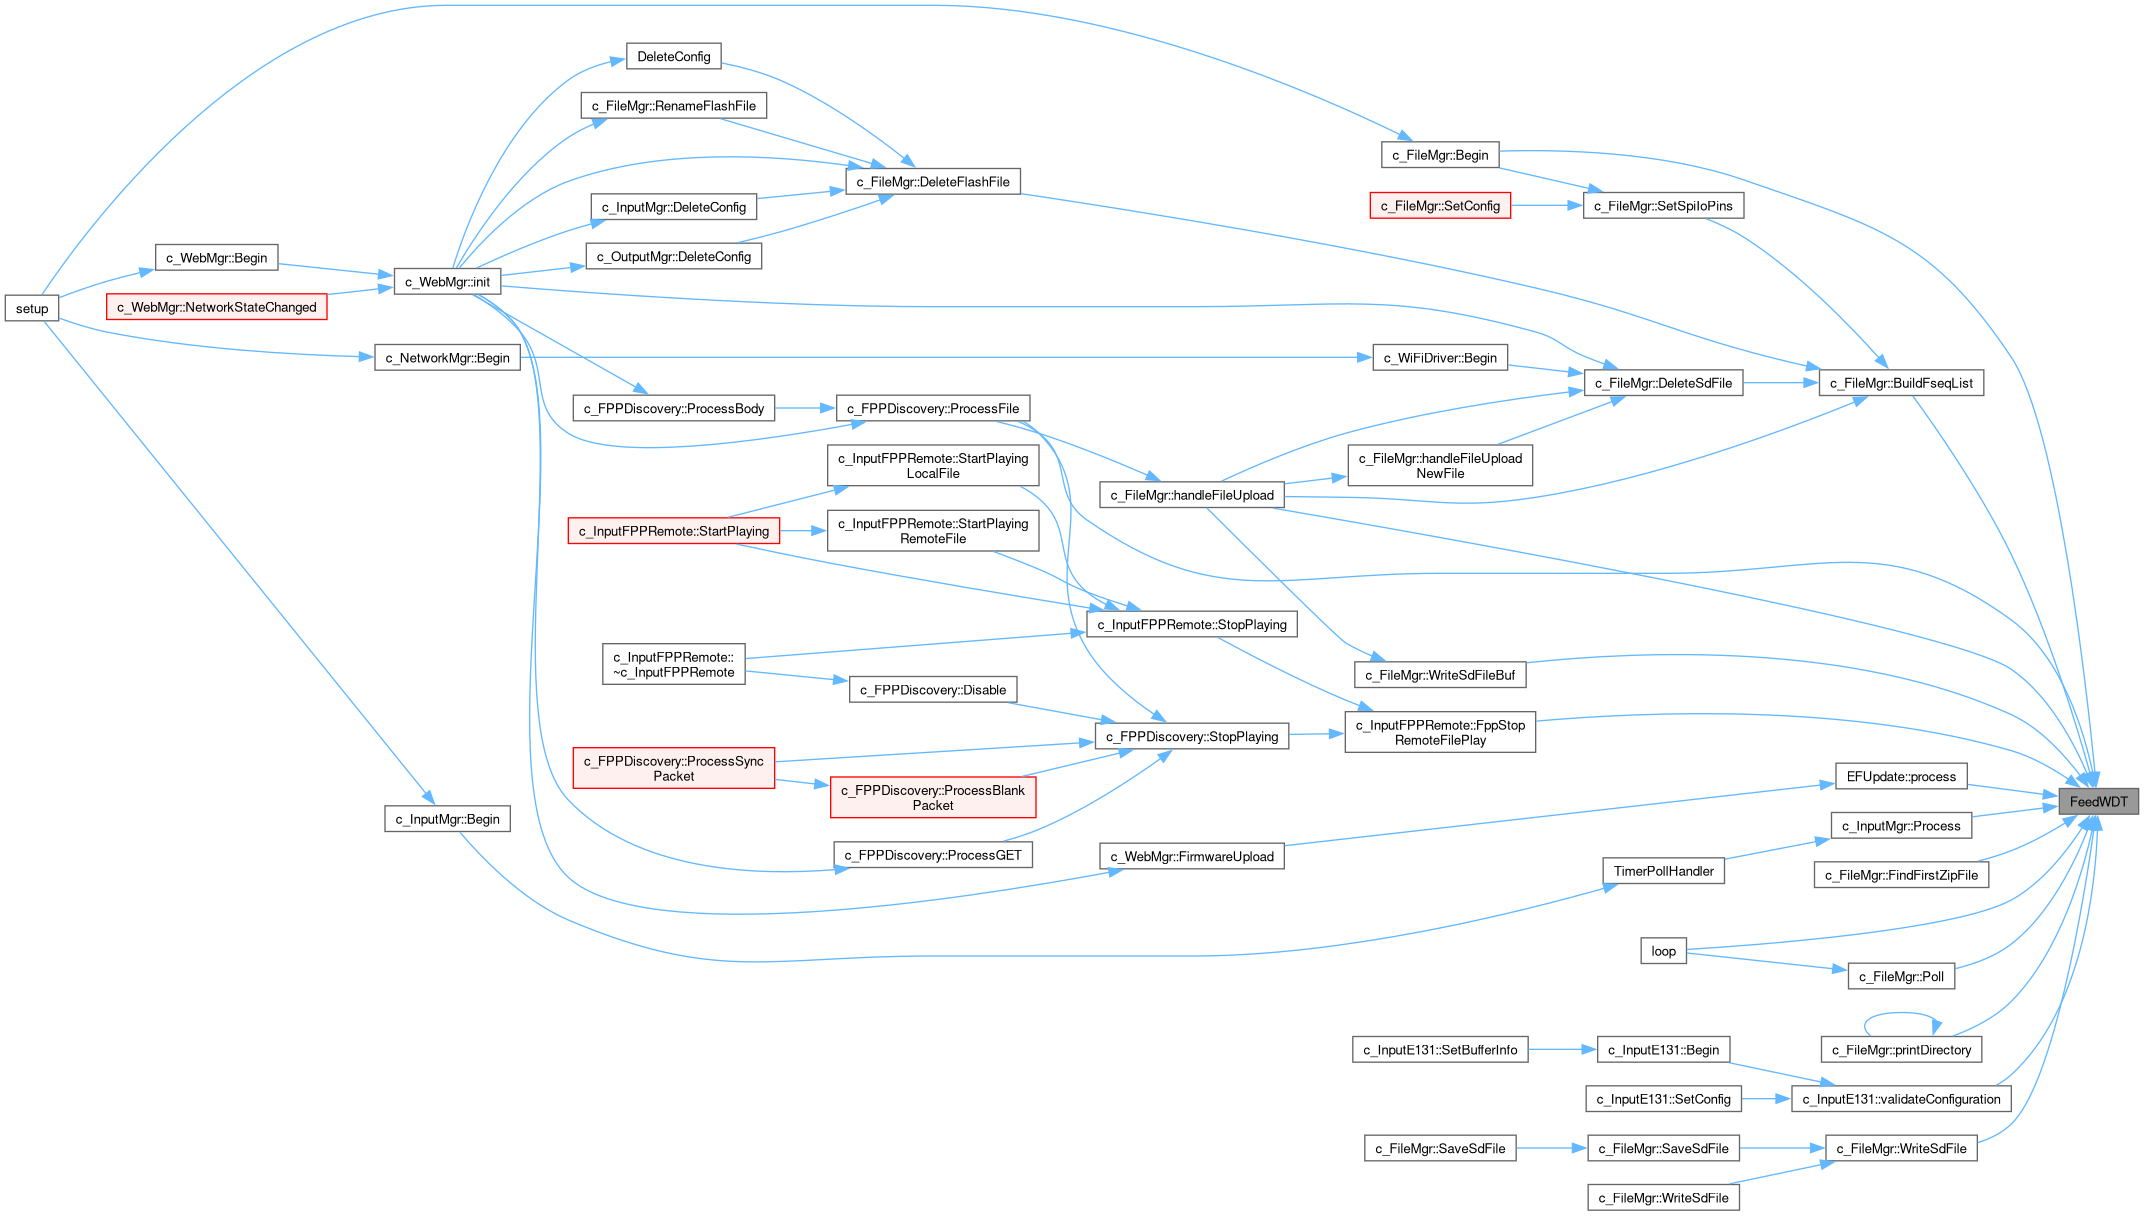 DeleteConfig
c_FileMgr::RenameFlashFile
c_FileMgr::Begin
c_FileMgr::DeleteFlashFile
c_InputMgr::DeleteConfig
c_FileMgr::SetConfig
c_FileMgr::SetSpiIoPins
c_OutputMgr::DeleteConfig
c_WebMgr::Begin
c_WebMgr::init
c_WebMgr::NetworkStateChanged
setup
c_NetworkMgr::Begin
c_WiFiDriver::Begin
c_FileMgr::DeleteSdFile
c_FileMgr::BuildFseqList
c_FPPDiscovery::ProcessBody
c_FPPDiscovery::ProcessFile
c_InputFPPRemote::StartPlaying
LocalFile
c_FileMgr::handleFileUpload
NewFile
c_FileMgr::handleFileUpload
c_InputFPPRemote::StartPlaying
c_InputFPPRemote::StartPlaying
RemoteFile
c_InputFPPRemote::StopPlaying
c_InputFPPRemote::
~c_InputFPPRemote
c_FileMgr::WriteSdFileBuf
c_FPPDiscovery::Disable
c_FPPDiscovery::StopPlaying
c_InputFPPRemote::FppStop
RemoteFilePlay
c_FPPDiscovery::ProcessSync
Packet
c_FPPDiscovery::ProcessBlank
Packet
EFUpdate::process
FeedWDT
c_InputMgr::Begin
c_InputMgr::Process
c_FPPDiscovery::ProcessGET
c_WebMgr::FirmwareUpload
TimerPollHandler
c_FileMgr::FindFirstZipFile
loop
c_FileMgr::Poll
c_InputE131::SetBufferInfo
c_InputE131::Begin
c_FileMgr::printDirectory
c_InputE131::SetConfig
c_InputE131::validateConfiguration
c_FileMgr::SaveSdFile
c_FileMgr::SaveSdFile
c_FileMgr::WriteSdFile
c_FileMgr::WriteSdFile